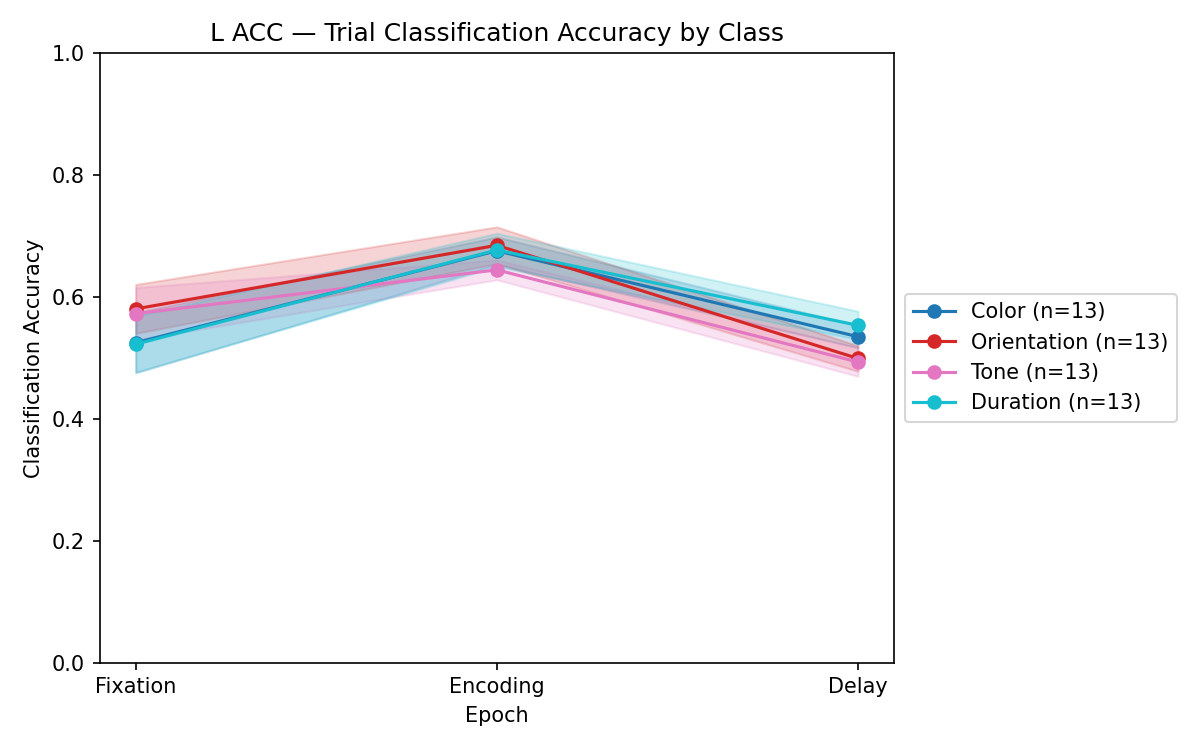 L ACC — Trial Classification Accuracy by Class
1.0
0.8
0.6
0.4
0.2
0.0
Classification Accuracy
Fixation
Encoding
Delay
Epoch
Color (n=13)
Orientation (n=13)
Tone (n=13)
Duration (n=13)